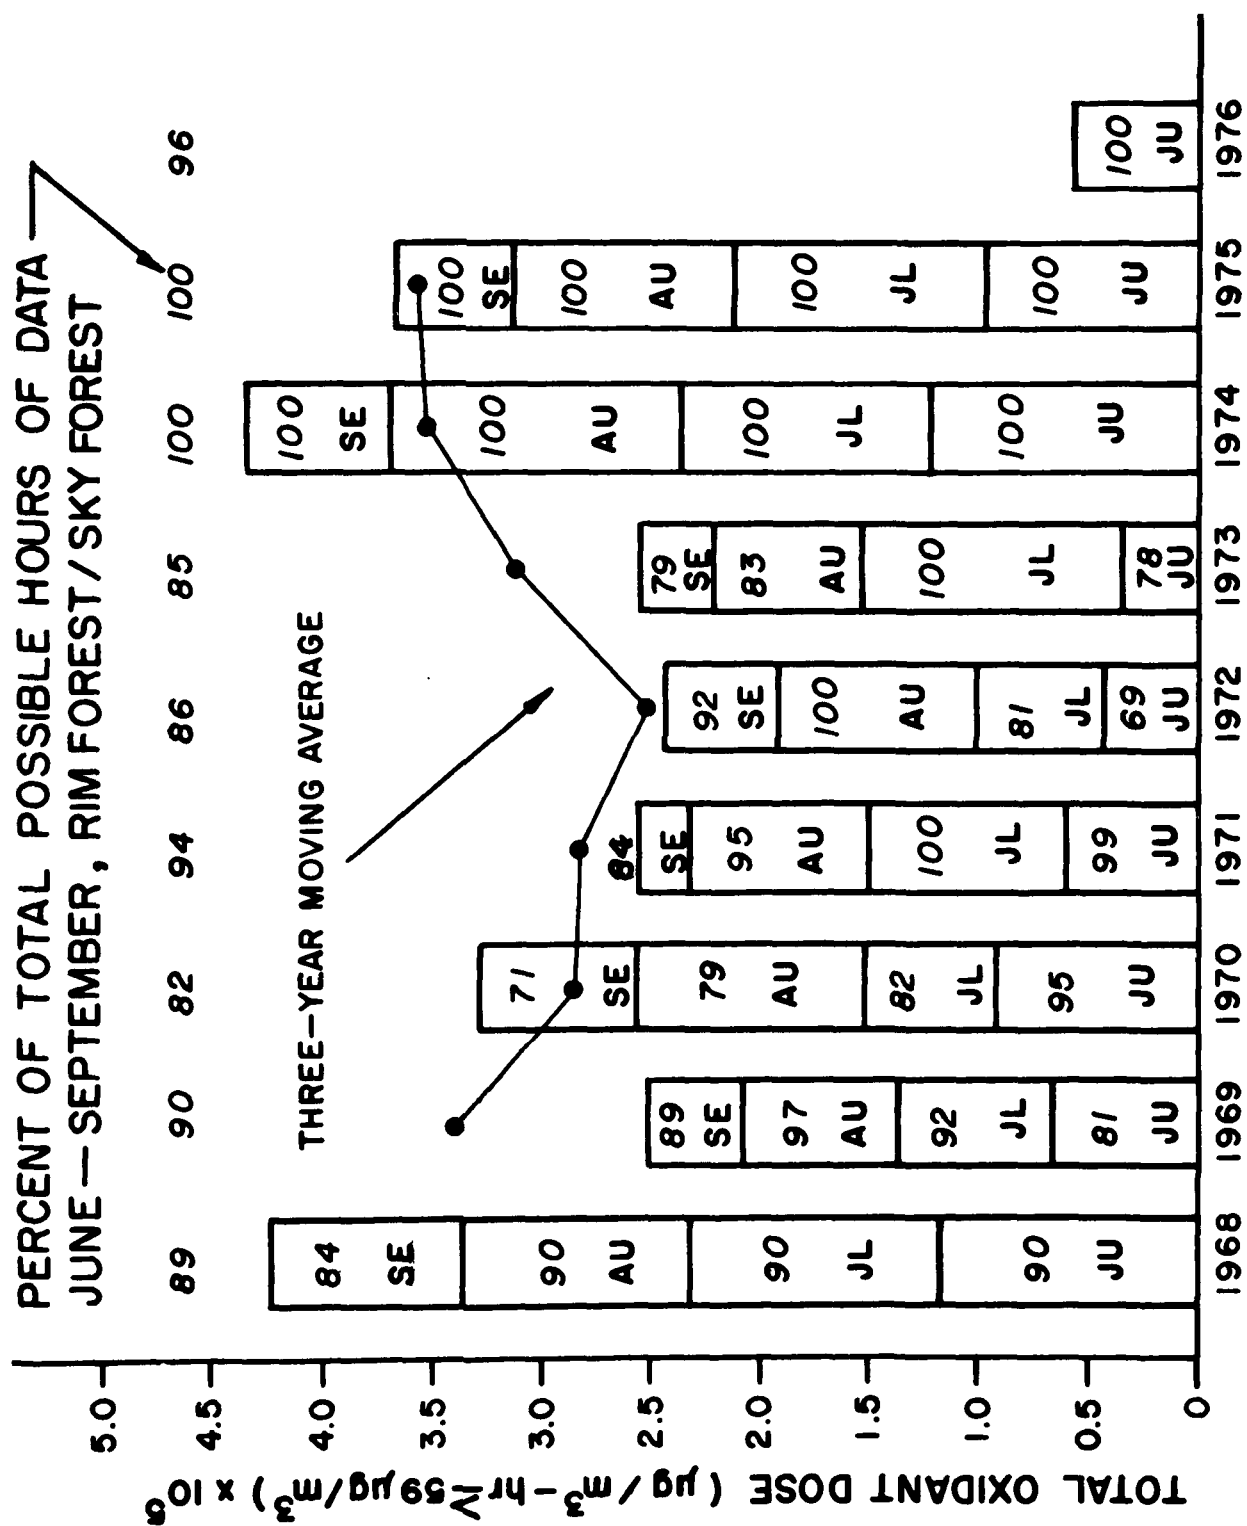 PERCENT OF TOTAL POSSIBLE HOURS OF DATA
JUNE—SEPTEMBER, RIM FOREST/SKY FOREST
89 90 82 94 86 85 100 100 96
THREE—YEAR MOVING AVERAGE
TOTAL OXIDANT DOSE (µg/m³-hr ≥ 59 µg/m³) x 10⁵
5.0
4.5
4.0
3.5
3.0
2.5
2.0
1.5
1.0
0.5
0
84
SE
90
AU
90
JL
90
JU
89
SE
97
AU
92
JL
81
JU
71
SE
79
AU
82
JL
95
JU
84
SE
95
AU
100
JL
99
JU
92
SE
100
AU
81
JL
69
JU
79
SE
83
AU
100
JL
78
JU
100
SE
100
AU
100
JL
100
JU
100
SE
100
AU
100
JL
100
JU
100
JU
1968 1969 1970 1971 1972 1973 1974 1975 1976